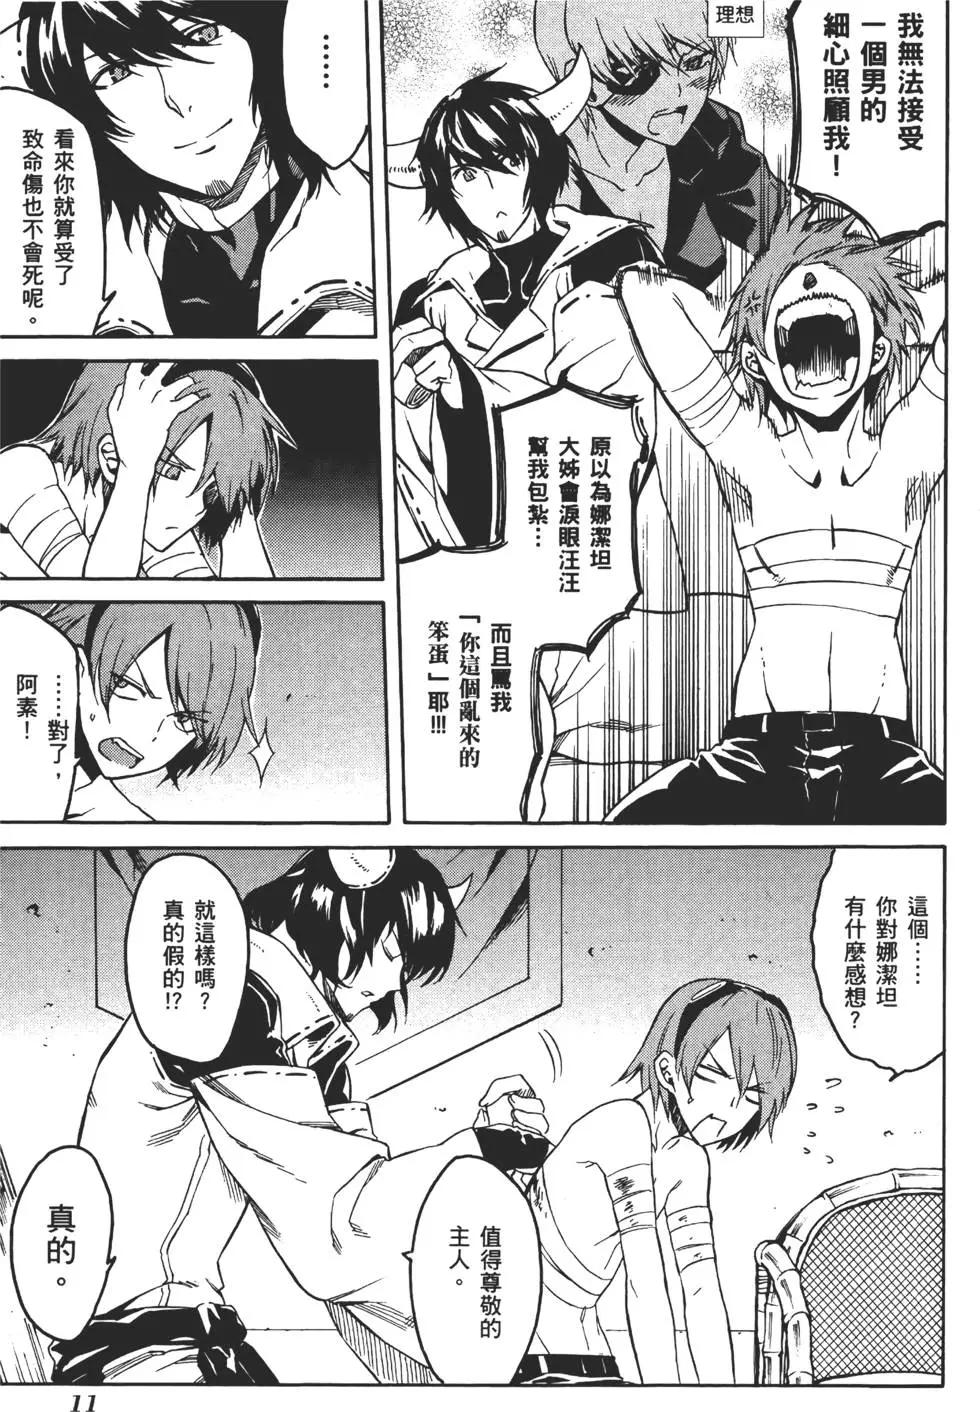 理想
我無法接受
一個男的
細心照顧我！
原以為娜潔坦
大姊會淚眼汪汪
幫我包紮…
而且罵我
「你這個亂來的
笨蛋」耶!!!
……
看來你就算受了
致命傷也不會死呢。
……對了，
阿素！
這個……
你對娜潔坦
有什麼感想？
值得尊敬的
主人。
就這樣嗎？
真的假的!?
真的。
11